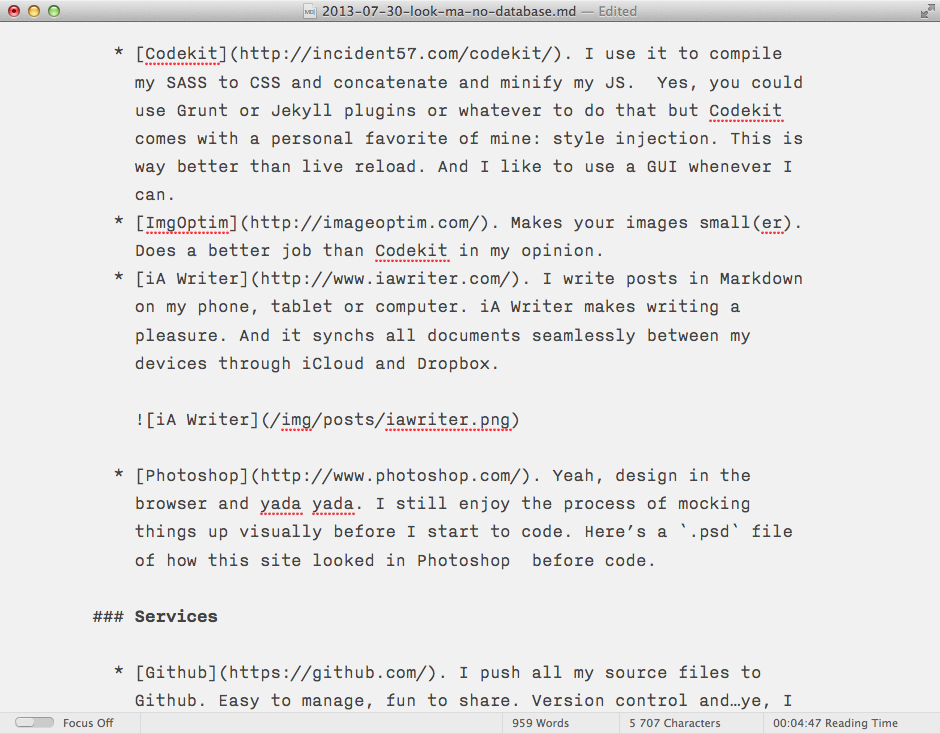 2013-07-30-look-ma-no-database.md — Edited
* [Codekit](http://incident57.com/codekit/). I use it to compile
my SASS to CSS and concatenate and minify my JS.  Yes, you could
use Grunt or Jekyll plugins or whatever to do that but Codekit
comes with a personal favorite of mine: style injection. This is
way better than live reload. And I like to use a GUI whenever I
can.
* [ImgOptim](http://imageoptim.com/). Makes your images small(er).
Does a better job than Codekit in my opinion.
* [iA Writer](http://www.iawriter.com/). I write posts in Markdown
on my phone, tablet or computer. iA Writer makes writing a
pleasure. And it synchs all documents seamlessly between my
devices through iCloud and Dropbox.
![iA Writer](/img/posts/iawriter.png)
* [Photoshop](http://www.photoshop.com/). Yeah, design in the
browser and yada yada. I still enjoy the process of mocking
things up visually before I start to code. Here’s a `.psd` file
of how this site looked in Photoshop  before code.
### Services
* [Github](https://github.com/). I push all my source files to
Github. Easy to manage, fun to share. Version control and…ye, I
Focus Off 959 Words 5 707 Characters 00:04:47 Reading Time